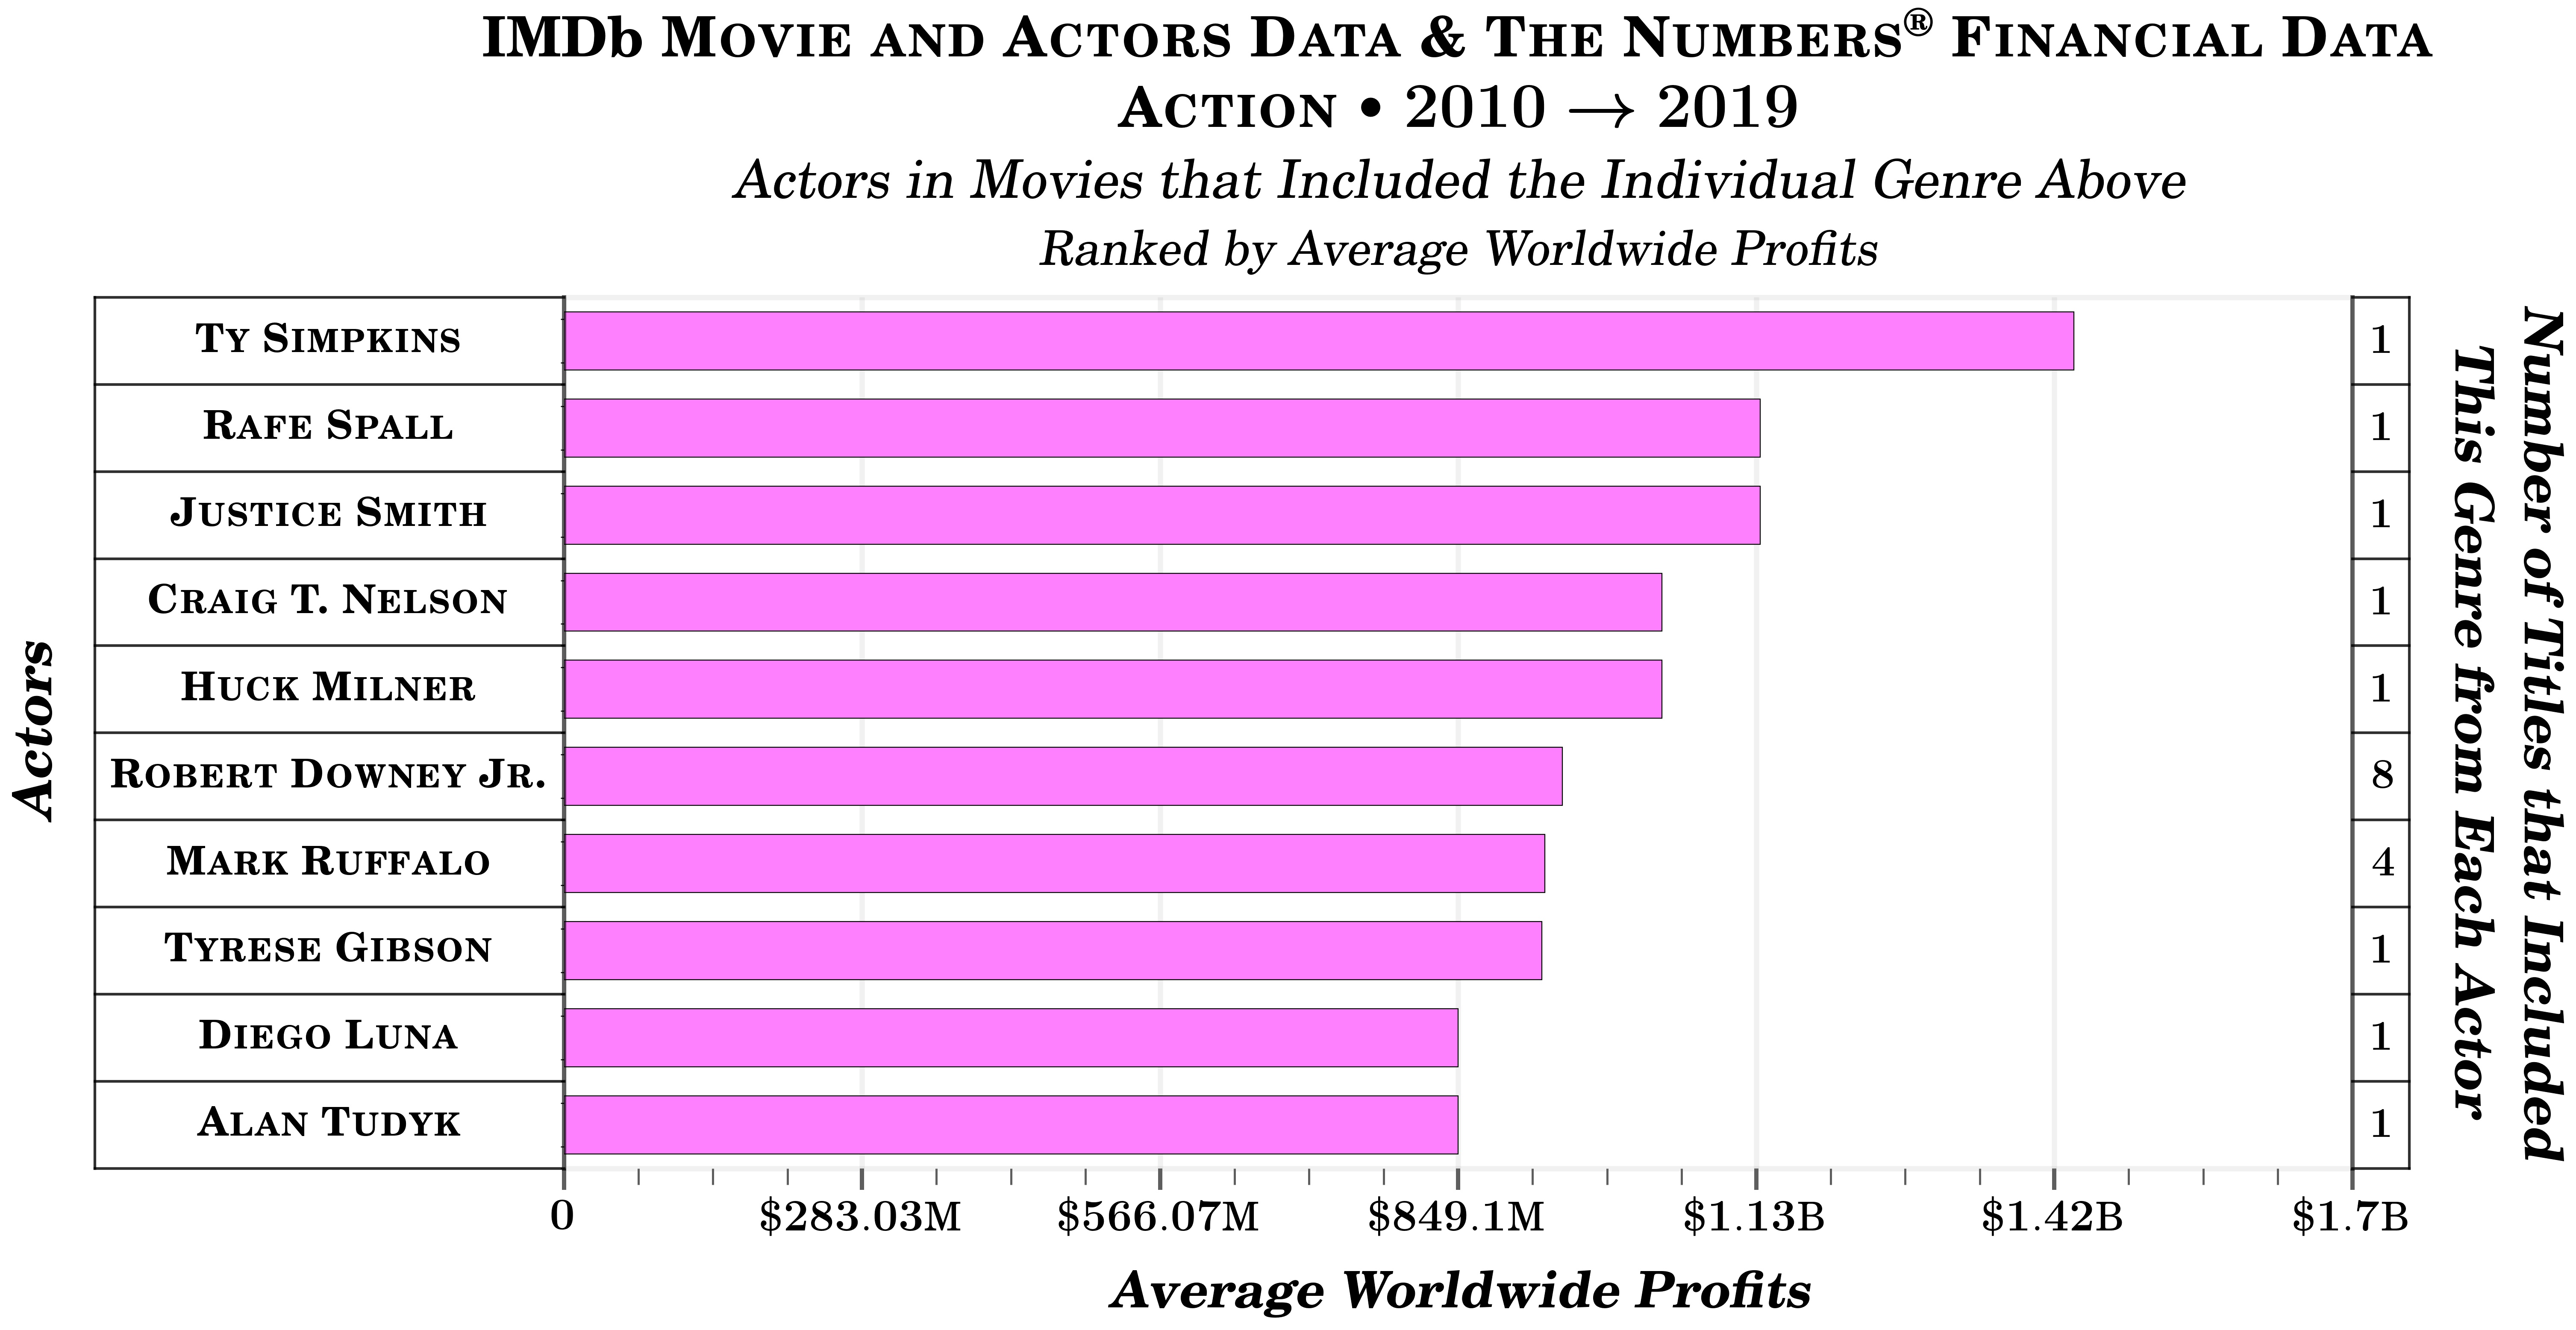 IMDb Movie and Actors Data & The Numbers® Financial Data
Action • 2010 → 2019
Actors in Movies that Included the Individual Genre Above
Ranked by Average Worldwide Profits
Actors
Ty Simpkins 1
Rafe Spall 1
Justice Smith 1
Craig T. Nelson 1
Huck Milner 1
Robert Downey Jr. 8
Mark Ruffalo 4
Tyrese Gibson 1
Diego Luna 1
Alan Tudyk 1
Number of Titles that Included
This Genre from Each Actor
0 $283.03M $566.07M $849.1M $1.13B $1.42B $1.7B
Average Worldwide Profits